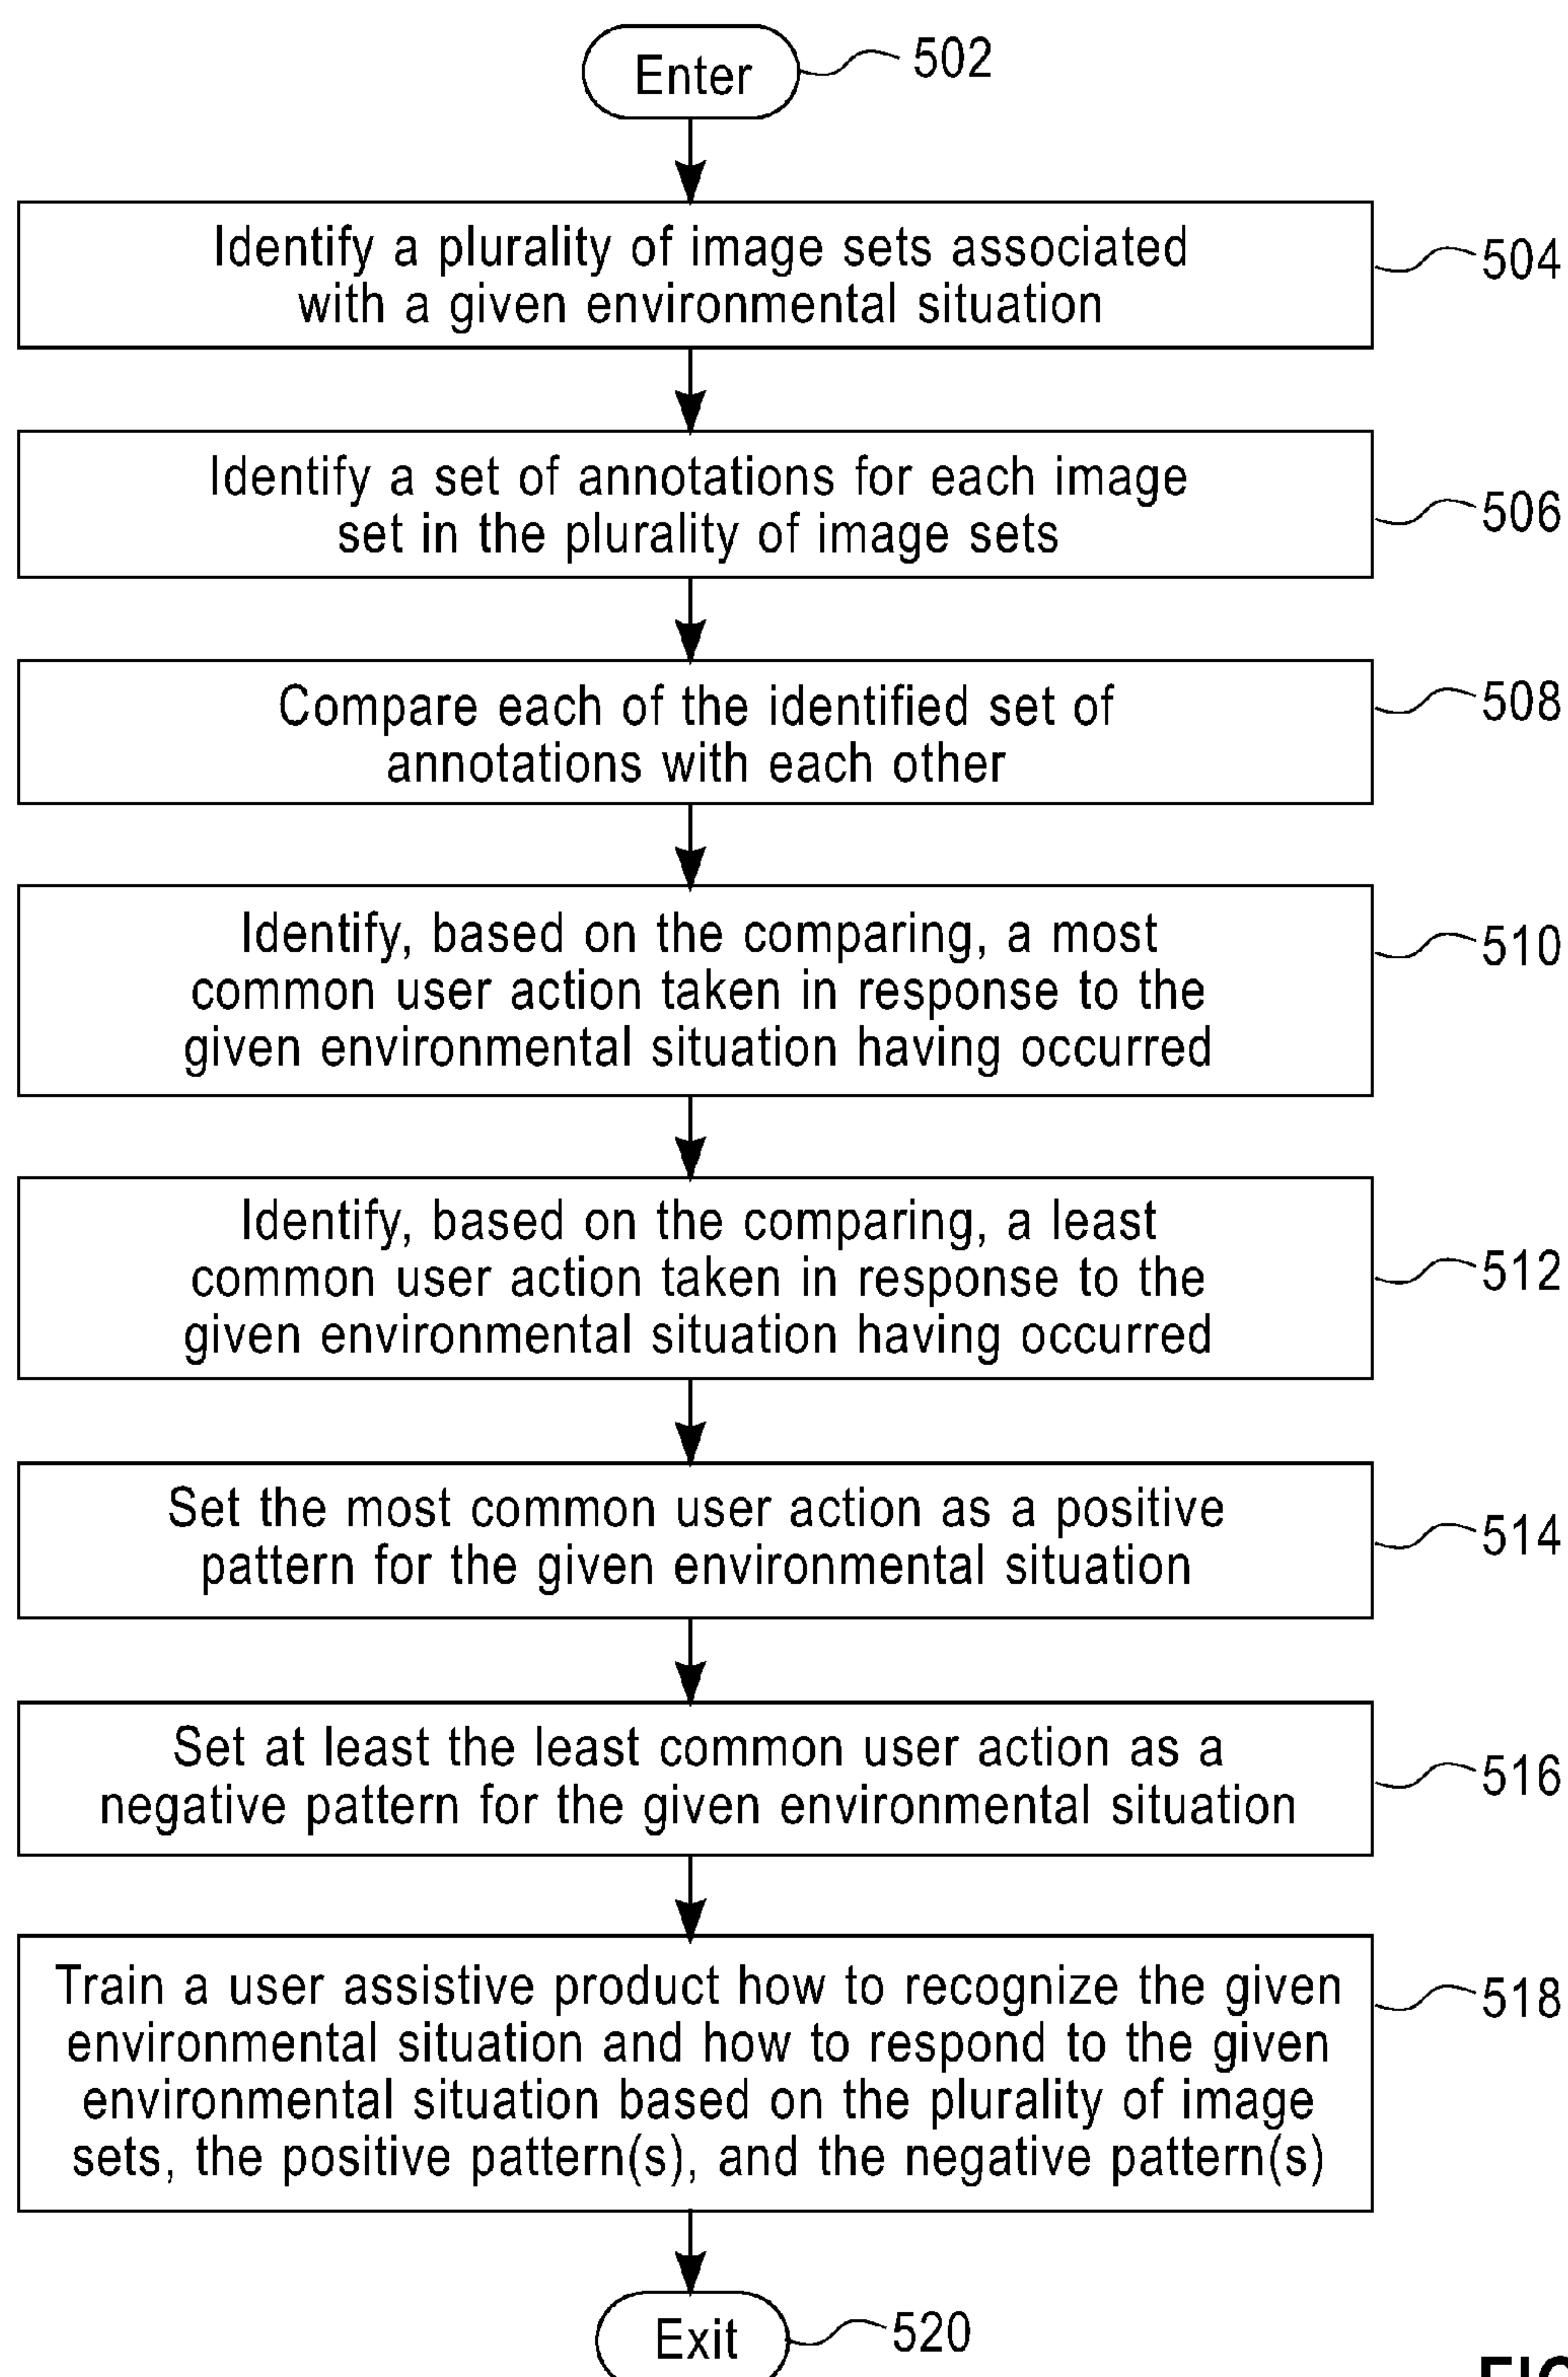 Enter
502
Identify a plurality of image sets associated
with a given environmental situation
504
Identify a set of annotations for each image
set in the plurality of image sets
506
Compare each of the identified set of
annotations with each other
508
Identify, based on the comparing, a most
common user action taken in response to the
given environmental situation having occurred
510
Identify, based on the comparing, a least
common user action taken in response to the
given environmental situation having occurred
512
Set the most common user action as a positive
pattern for the given environmental situation
514
Set at least the least common user action as a
negative pattern for the given environmental situation
516
Train a user assistive product how to recognize the given
environmental situation and how to respond to the given
environmental situation based on the plurality of image
sets, the positive pattern(s), and the negative pattern(s)
518
Exit
520